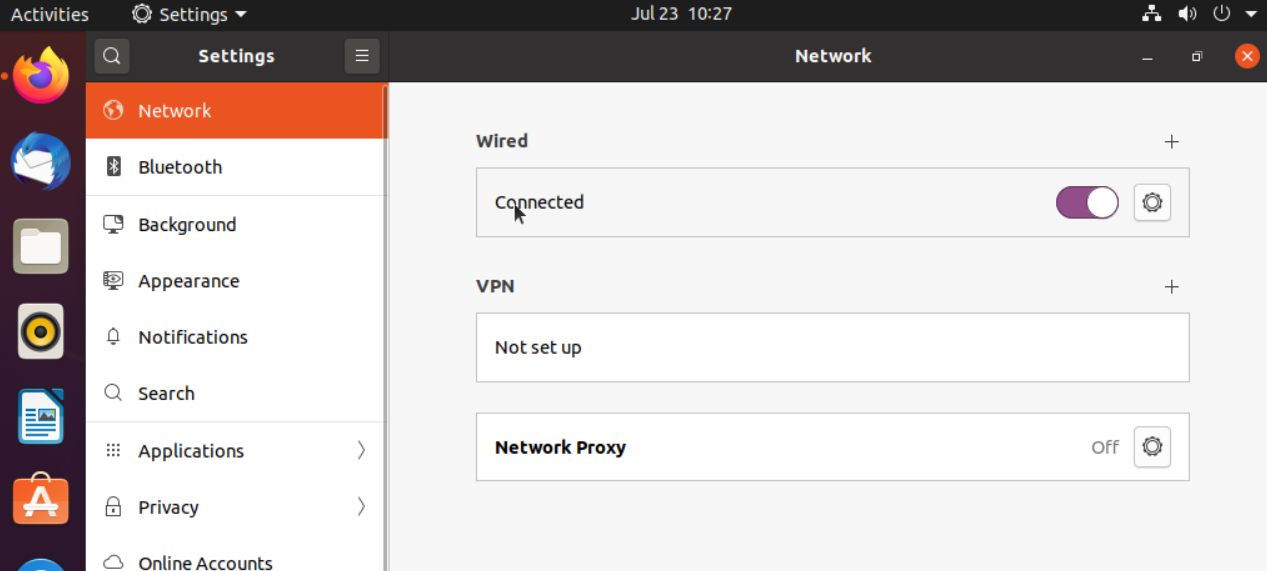 Activities
Settings
Jul 23 10:27
Settings
Network
Network
Bluetooth
Background
Appearance
Notifications
Search
Applications
Privacy
Online Accounts
Wired
Connected
VPN
Not set up
Network Proxy
Off